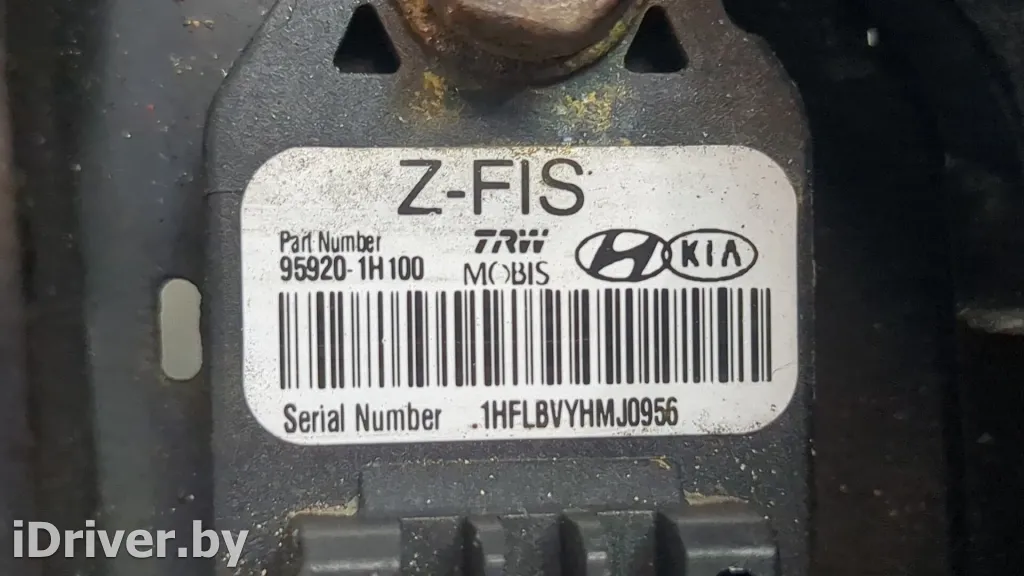 Z-FIS
Part Number
95920-1H100
TRW
MOBIS
KIA
Serial Number 1HFLBVYHMJ0956
iDriver.by